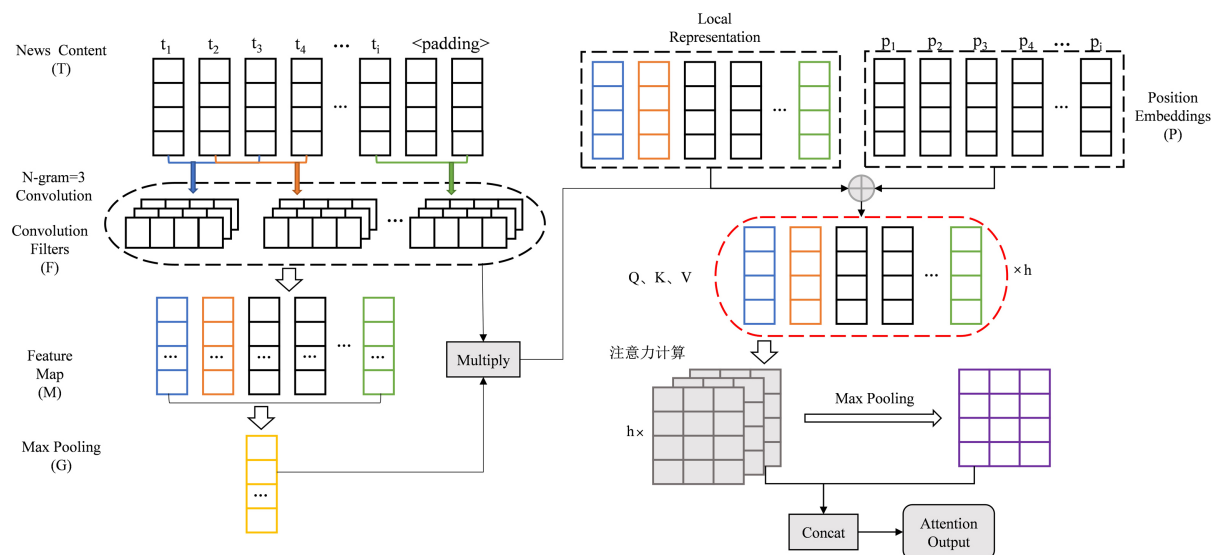 News Content
(T)
t1 t2 t3 t4 ... ti <padding>
...
N-gram=3
Convolution
Convolution
Filters
(F)
...
Feature
Map
(M)
... ... ... ... ... ...
Max Pooling
(G)
...
Multiply
Local
Representation
...
p1 p2 p3 p4 ... pi
...
Position
Embeddings
(P)
Q、K、V
...
×h
注意力计算
h×
Max Pooling
Concat
Attention
Output